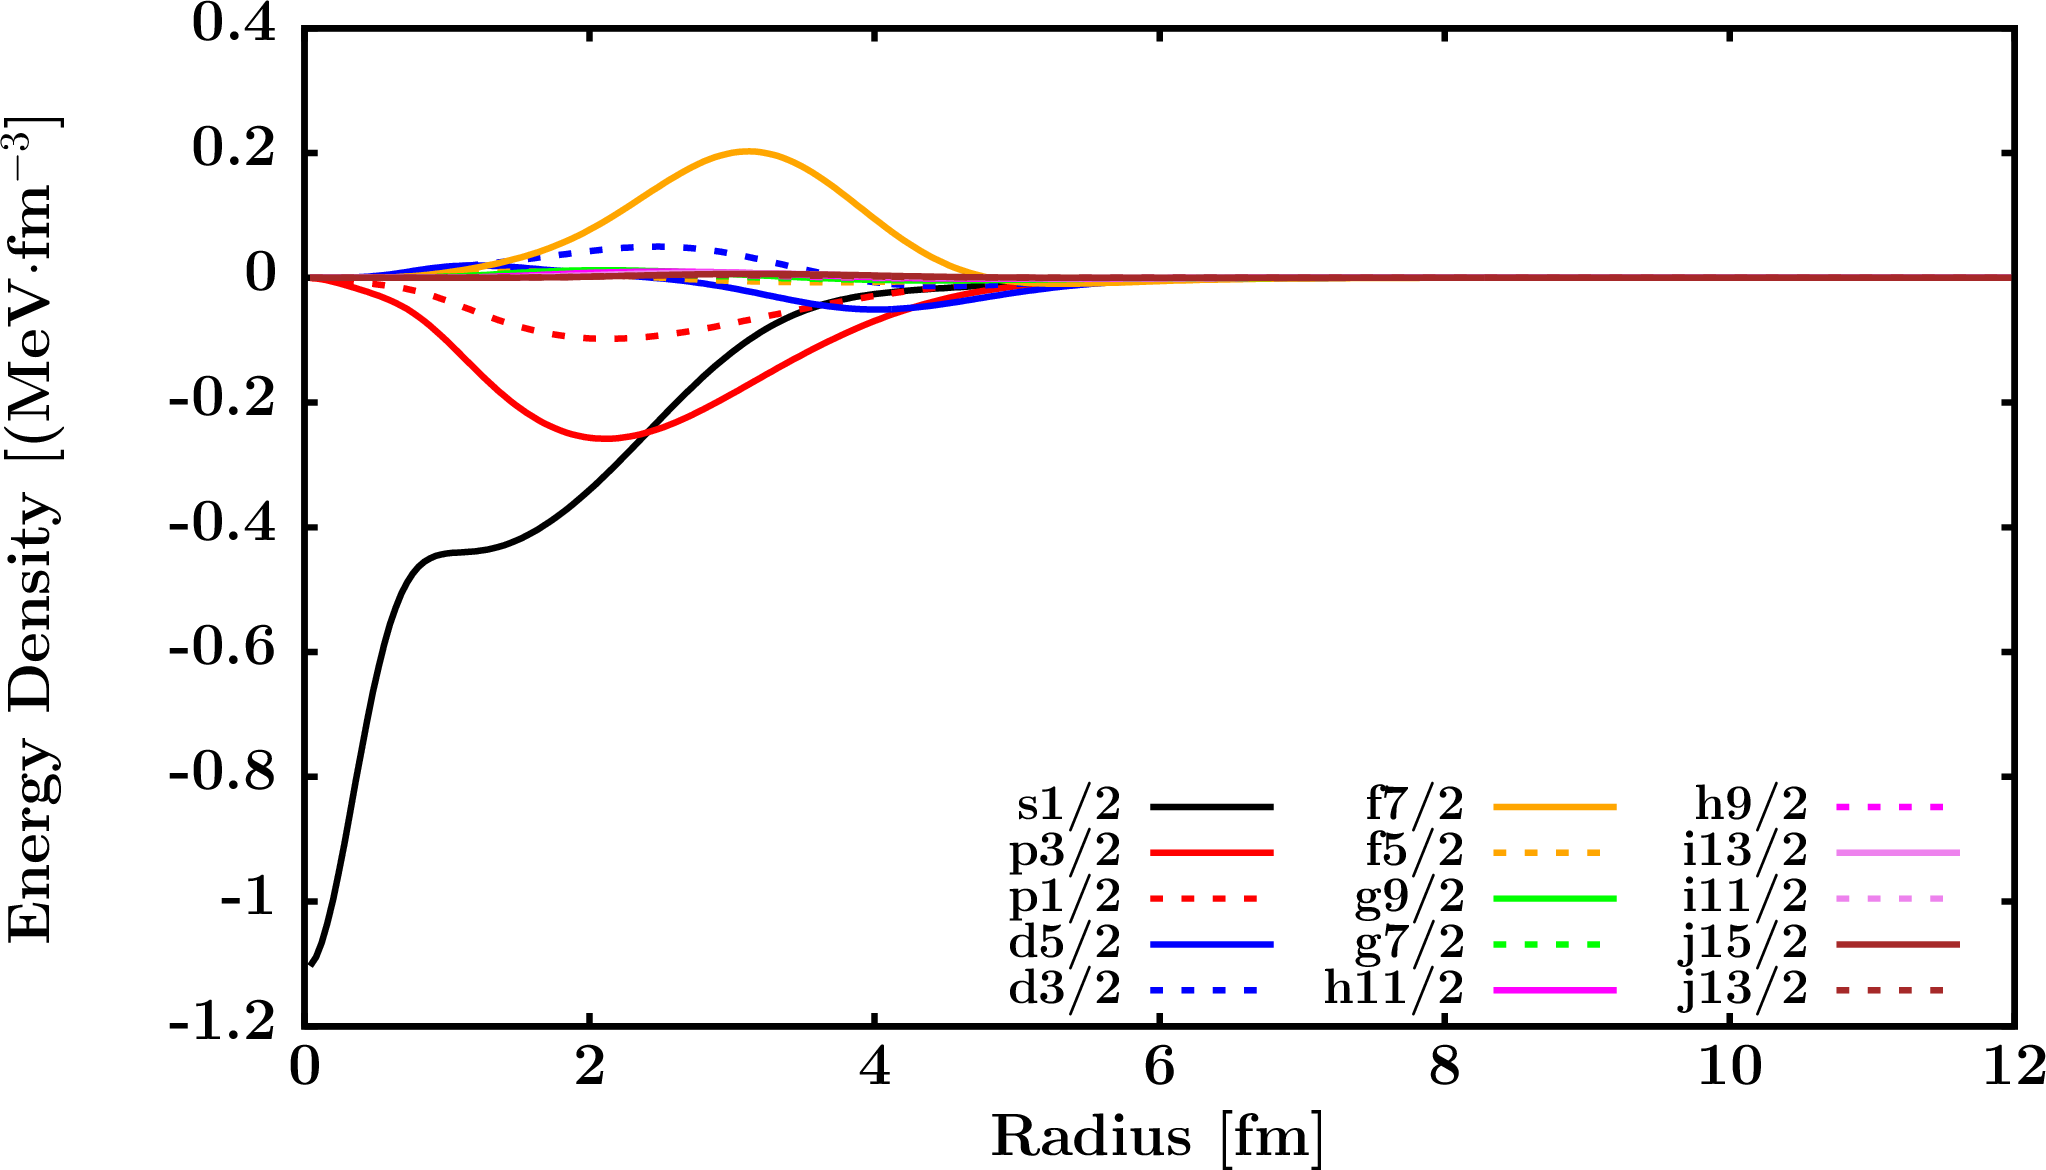 0.4
0.2
0
-0.2
-0.4
-0.6
-0.8
-1
-1.2
Energy Density [(MeV·fm⁻³]
s1/2 f7/2 h9/2
p3/2 f5/2 i13/2
p1/2 g9/2 i11/2
d5/2 g7/2 j15/2
d3/2 h11/2 j13/2
0 2 4 6 8 10 12
Radius [fm]